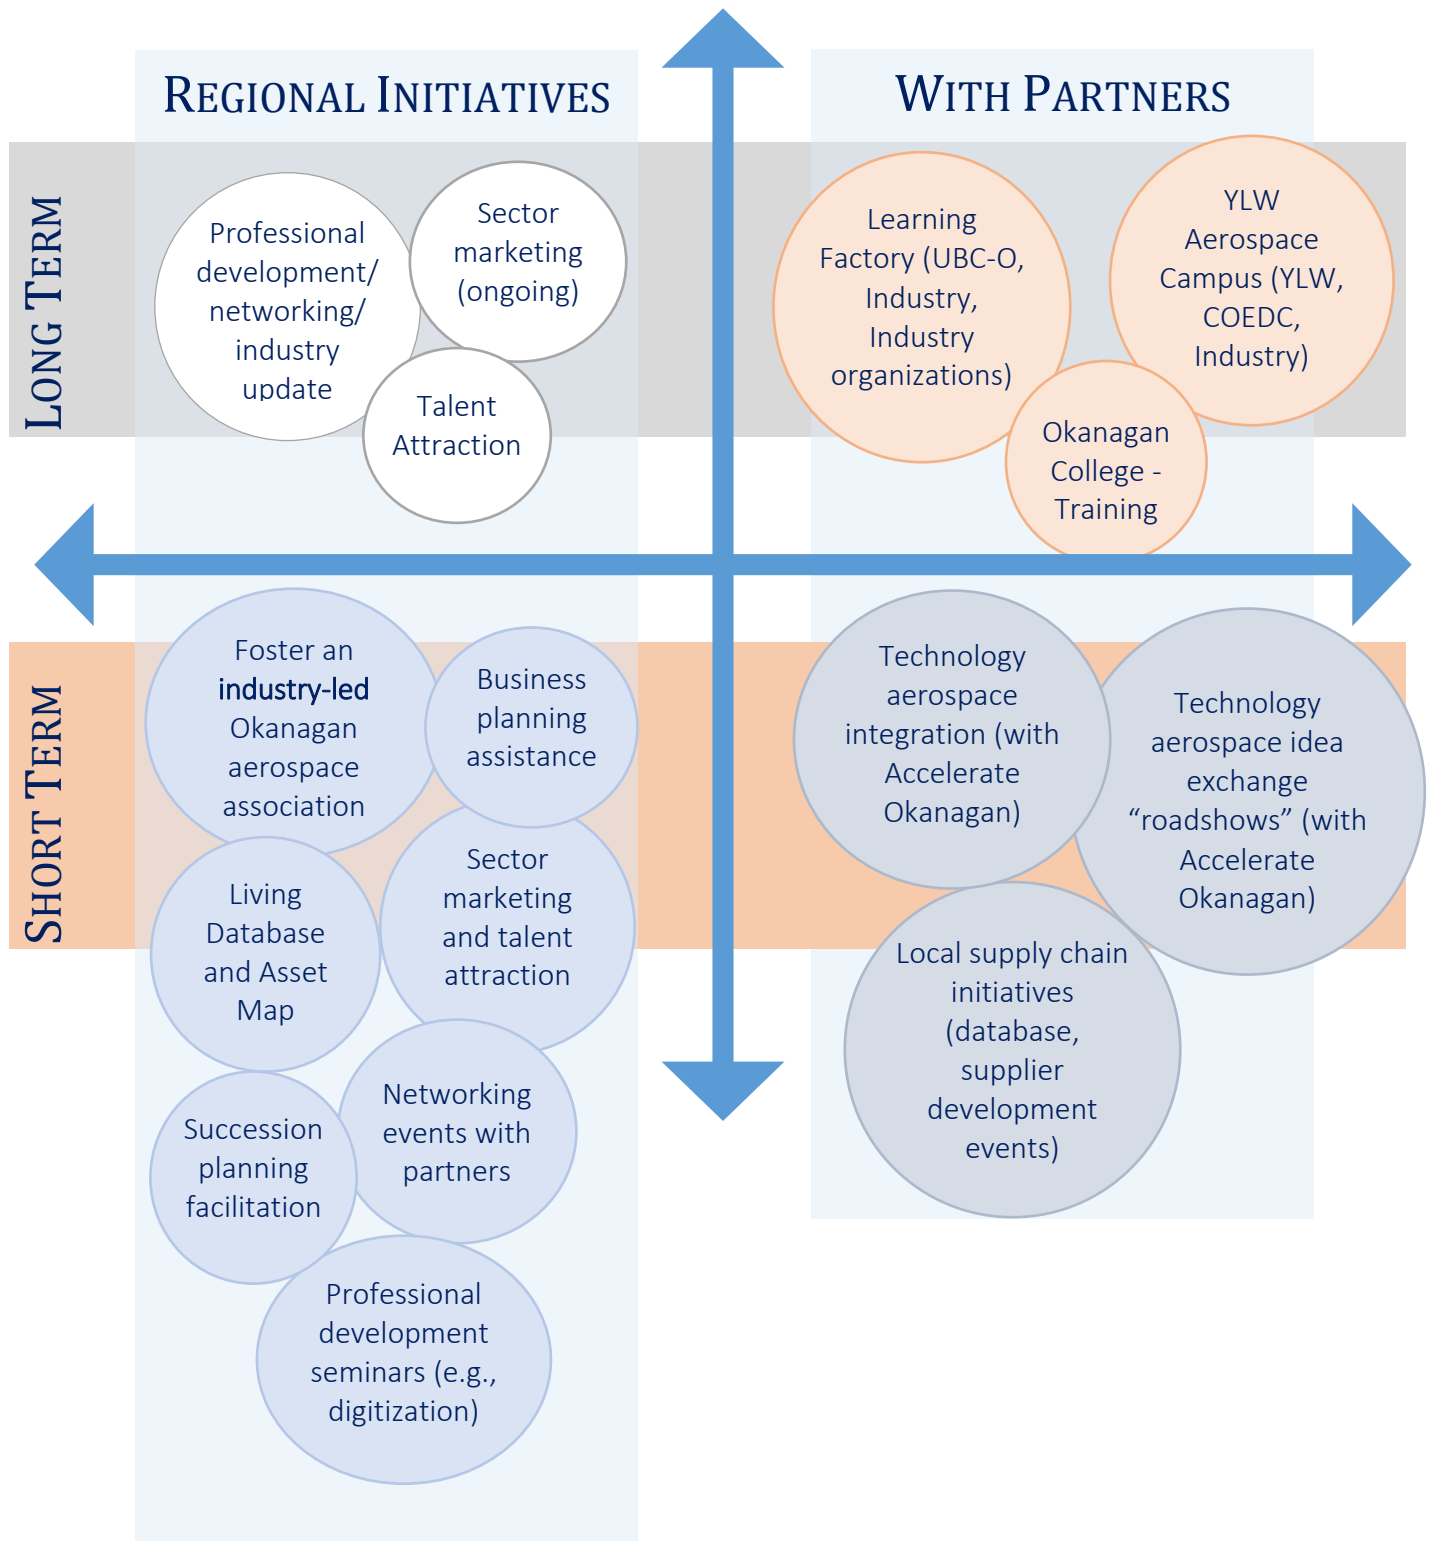 REGIONAL INITIATIVES
WITH PARTNERS
LONG TERM
Professional
development/
networking/
industry
update
Sector
marketing
(ongoing)
Talent
Attraction
Learning
Factory (UBC-O,
Industry,
Industry
organizations)
YLW
Aerospace
Campus (YLW,
COEDC,
Industry)
Okanagan
College -
Training
SHORT TERM
Foster an
industry-led
Okanagan
aerospace
association
Business
planning
assistance
Living
Database
and Asset
Map
Sector
marketing
and talent
attraction
Networking
events with
partners
Succession
planning
facilitation
Professional
development
seminars (e.g.,
digitization)
Technology
aerospace
integration (with
Accelerate
Okanagan)
Technology
aerospace idea
exchange
“roadshows” (with
Accelerate
Okanagan)
Local supply chain
initiatives
(database,
supplier
development
events)